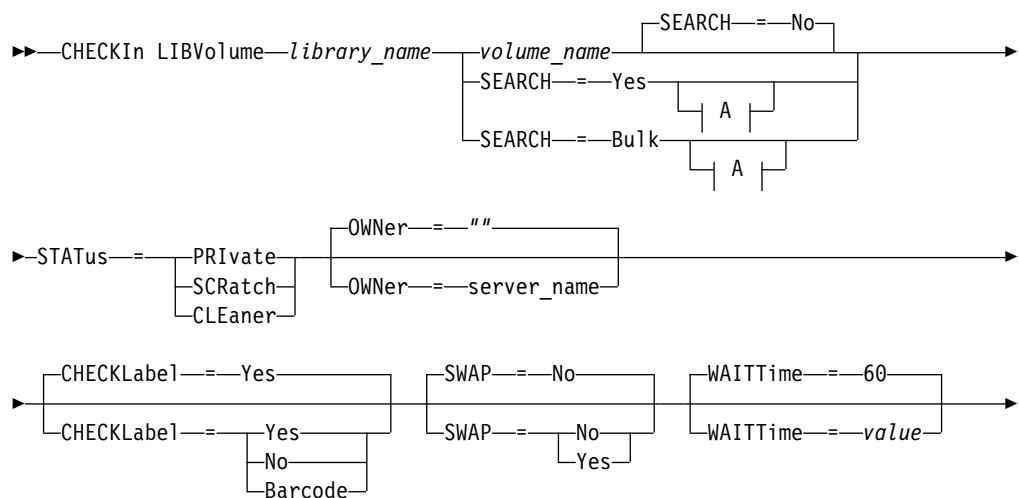 SEARCH = No
CHECKIn LIBVolume library_name volume_name
SEARCH = Yes
A
SEARCH = Bulk
A
OWNer = ""
STATus = PRIvate
SCRatch OWNer = server_name
CLEaner
CHECKLabel = Yes SWAP = No WAITTime = 60
CHECKLabel = Yes SWAP = No WAITTime = value
No Yes
Barcode